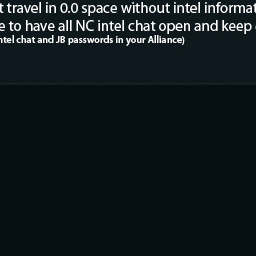 t travel in 0.0 space without intel informat
e to have all NC intel chat open and keep
ntel chat and JB passwords in your Alliance)